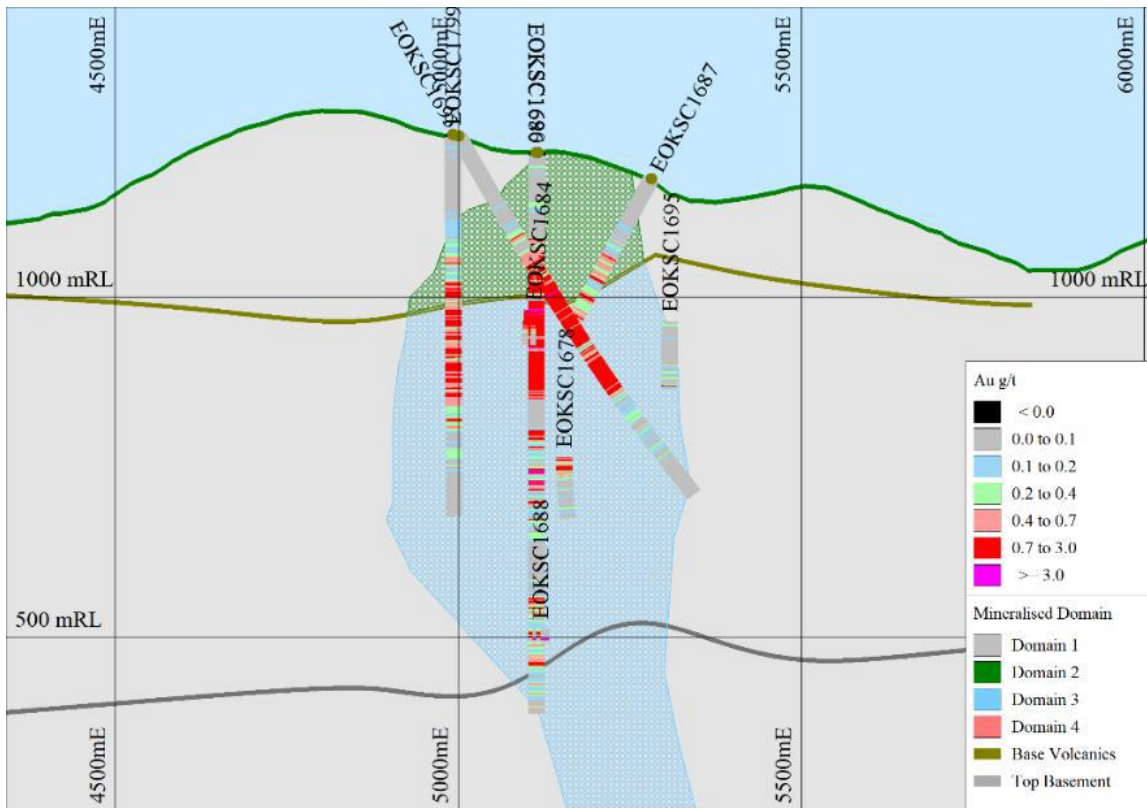 4500mE
5000mE
5500mE
6000mE
EOKSC1799
EOKSC1687
EOKSC1684
EOKSC1695
EOKSC1678
EOKSC1688
1000 mRL
1000 mRL
500 mRL
4500mE
5000mE
5500mE
Au g/t
< 0.0
0.0 to 0.1
0.1 to 0.2
0.2 to 0.4
0.4 to 0.7
0.7 to 3.0
>= 3.0
Mineralised Domain
Domain 1
Domain 2
Domain 3
Domain 4
Base Volcanics
Top Basement